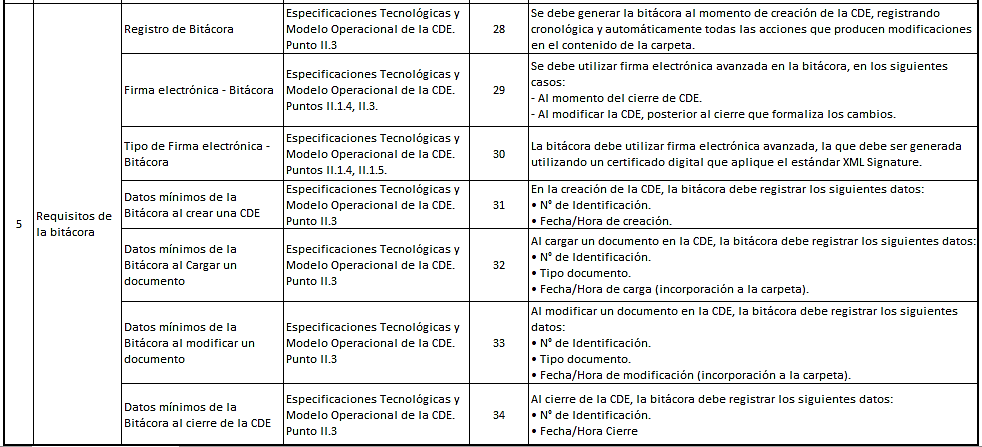 5
Requisitos de
la bitácora
Registro de Bitácora
Especificaciones Tecnológicas y
Modelo Operacional de la CDE.
Punto II.3
28
Se debe generar la bitácora al momento de creación de la CDE, registrando
cronológica y automáticamente todas las acciones que producen modificaciones
en el contenido de la carpeta.
Firma electrónica - Bitácora
Especificaciones Tecnológicas y
Modelo Operacional de la CDE.
Puntos II.1.4, II.3.
29
Se debe utilizar firma electrónica avanzada en la bitácora, en los siguientes
casos:
- Al momento del cierre de CDE.
- Al modificar la CDE, posterior al cierre que formaliza los cambios.
Tipo de Firma electrónica -
Bitácora
Especificaciones Tecnológicas y
Modelo Operacional de la CDE.
Puntos II.1.4, II.1.5.
30
La bitácora debe utilizar firma electrónica avanzada, la que debe ser generada
utilizando un certificado digital que aplique el estándar XML Signature.
Datos mínimos de la
Bitácora al crear una CDE
Especificaciones Tecnológicas y
Modelo Operacional de la CDE.
Punto II.3
31
En la creación de la CDE, la bitácora debe registrar los siguientes datos:
• N° de Identificación.
• Fecha/Hora de creación.
Datos mínimos de la
Bitácora al Cargar un
documento
Especificaciones Tecnológicas y
Modelo Operacional de la CDE.
Punto II.3
32
Al cargar un documento en la CDE, la bitácora debe registrar los siguientes datos:
• N° de Identificación.
• Tipo documento.
• Fecha/Hora de carga (incorporación a la carpeta).
Datos mínimos de la
Bitácora al modificar un
documento
Especificaciones Tecnológicas y
Modelo Operacional de la CDE.
Punto II.3
33
Al modificar un documento en la CDE, la bitácora debe registrar los siguientes
datos:
• N° de Identificación.
• Tipo documento.
• Fecha/Hora de modificación (incorporación a la carpeta).
Datos mínimos de la
Bitácora al cierre de la CDE
Especificaciones Tecnológicas y
Modelo Operacional de la CDE.
Punto II.3
34
Al cierre de la CDE, la bitácora debe registrar los siguientes datos:
• N° de Identificación.
• Fecha/Hora Cierre